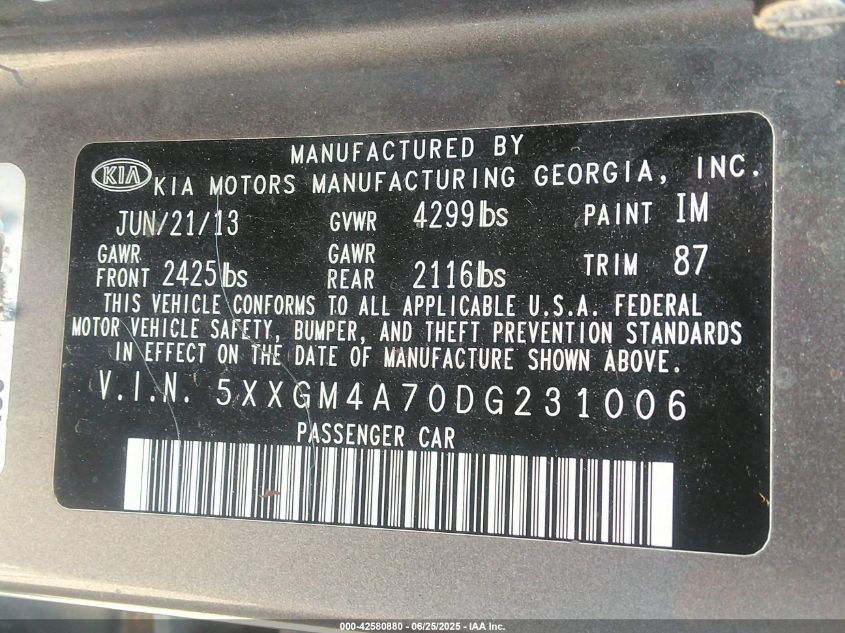 MANUFACTURED BY
KIA KIA MOTORS MANUFACTURING GEORGIA, INC.
JUN/21/13 GVWR 4299lbs PAINT IM
GAWR FRONT 2425lbs GAWR REAR 2116lbs TRIM 87
THIS VEHICLE CONFORMS TO ALL APPLICABLE U.S.A. FEDERAL
MOTOR VEHICLE SAFETY, BUMPER, AND THEFT PREVENTION STANDARDS
IN EFFECT ON THE DATE OF MANUFACTURE SHOWN ABOVE.
V.I.N. 5XXGM4A70DG231006
PASSENGER CAR
000-42580880 - 06/25/2025 - IAA Inc.